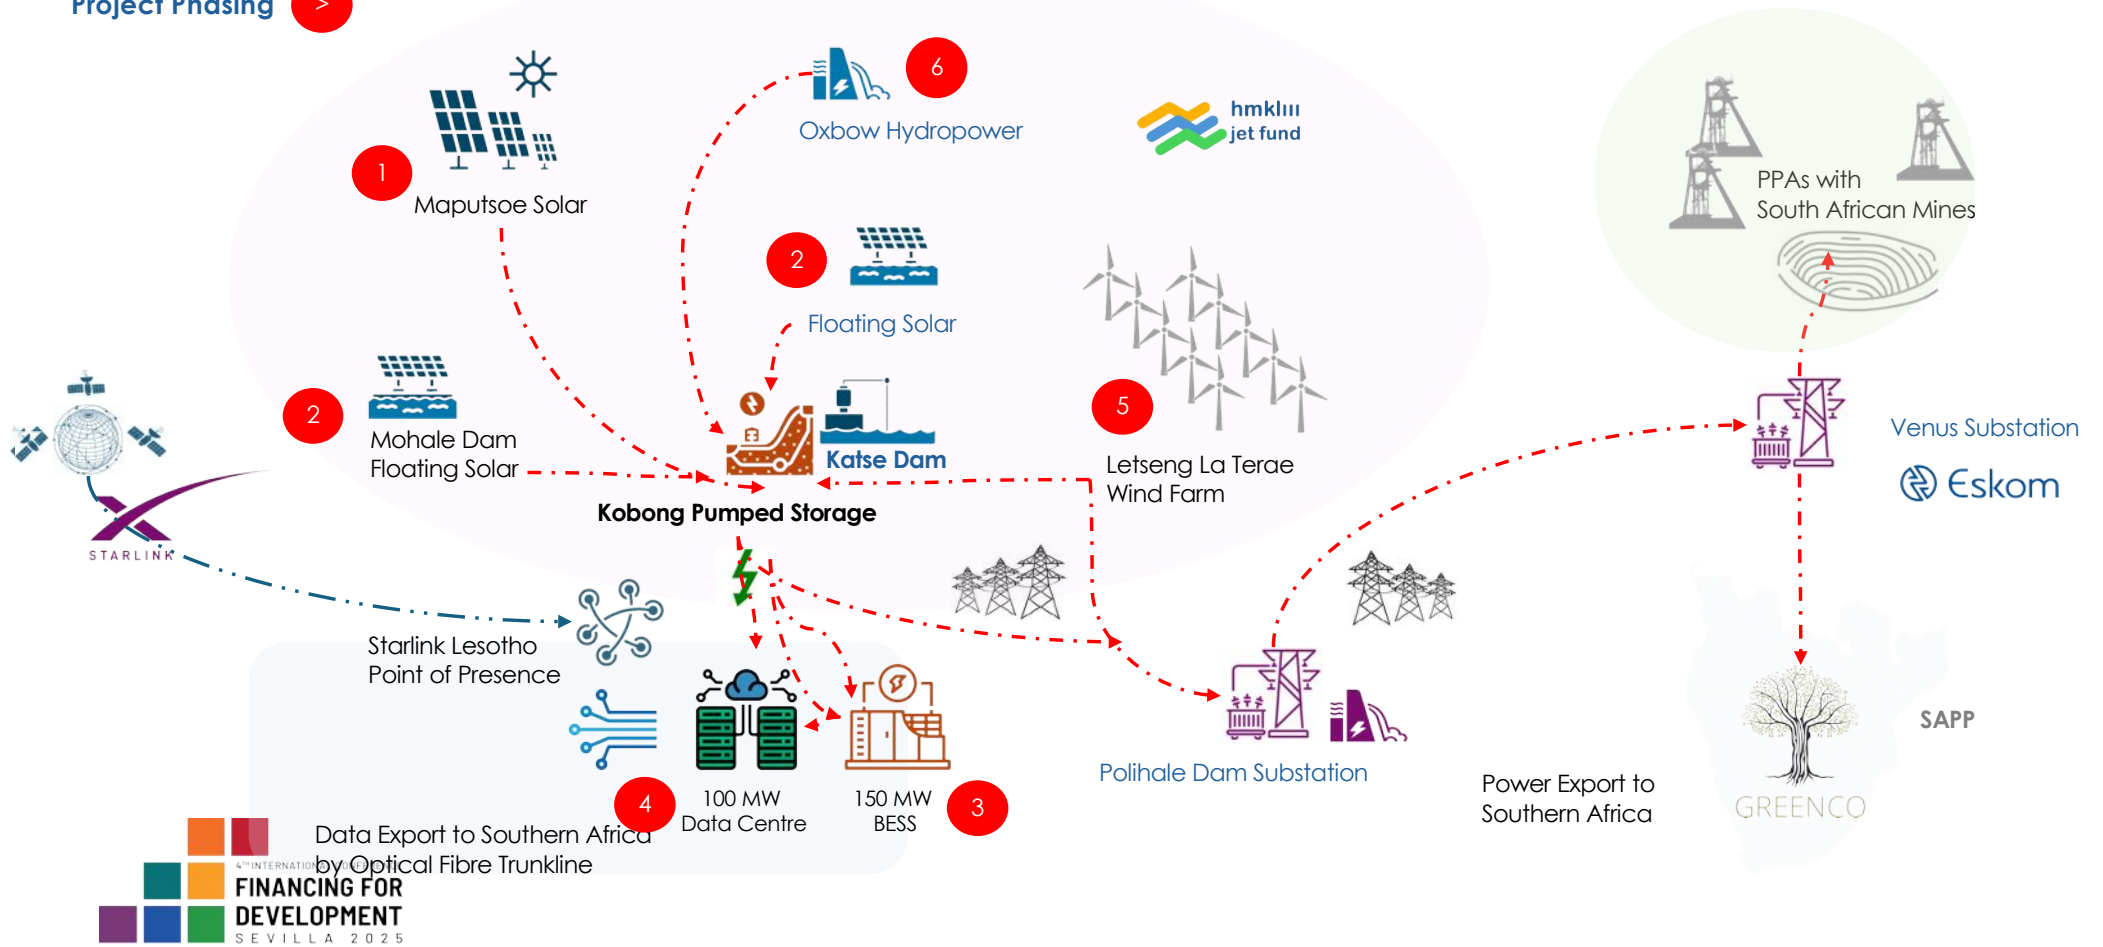 Project Phasing
>
6
hmklııı
jet fund
Oxbow Hydropower
1
Maputsoe Solar
PPAs with
South African Mines
2
Floating Solar
2
Mohale Dam
Floating Solar
5
Katse Dam
Letseng La Terae
Wind Farm
Venus Substation
Eskom
Kobong Pumped Storage
STARLINK
Starlink Lesotho
Point of Presence
SAPP
Polihale Dam Substation
Power Export to
Southern Africa
GREENCO
4
100 MW
Data Centre
150 MW
BESS
3
Data Export to Southern Africa
by Optical Fibre Trunkline
4TH INTERNATIONAL CONFERENCE
FINANCING FOR
DEVELOPMENT
SEVILLA 2025